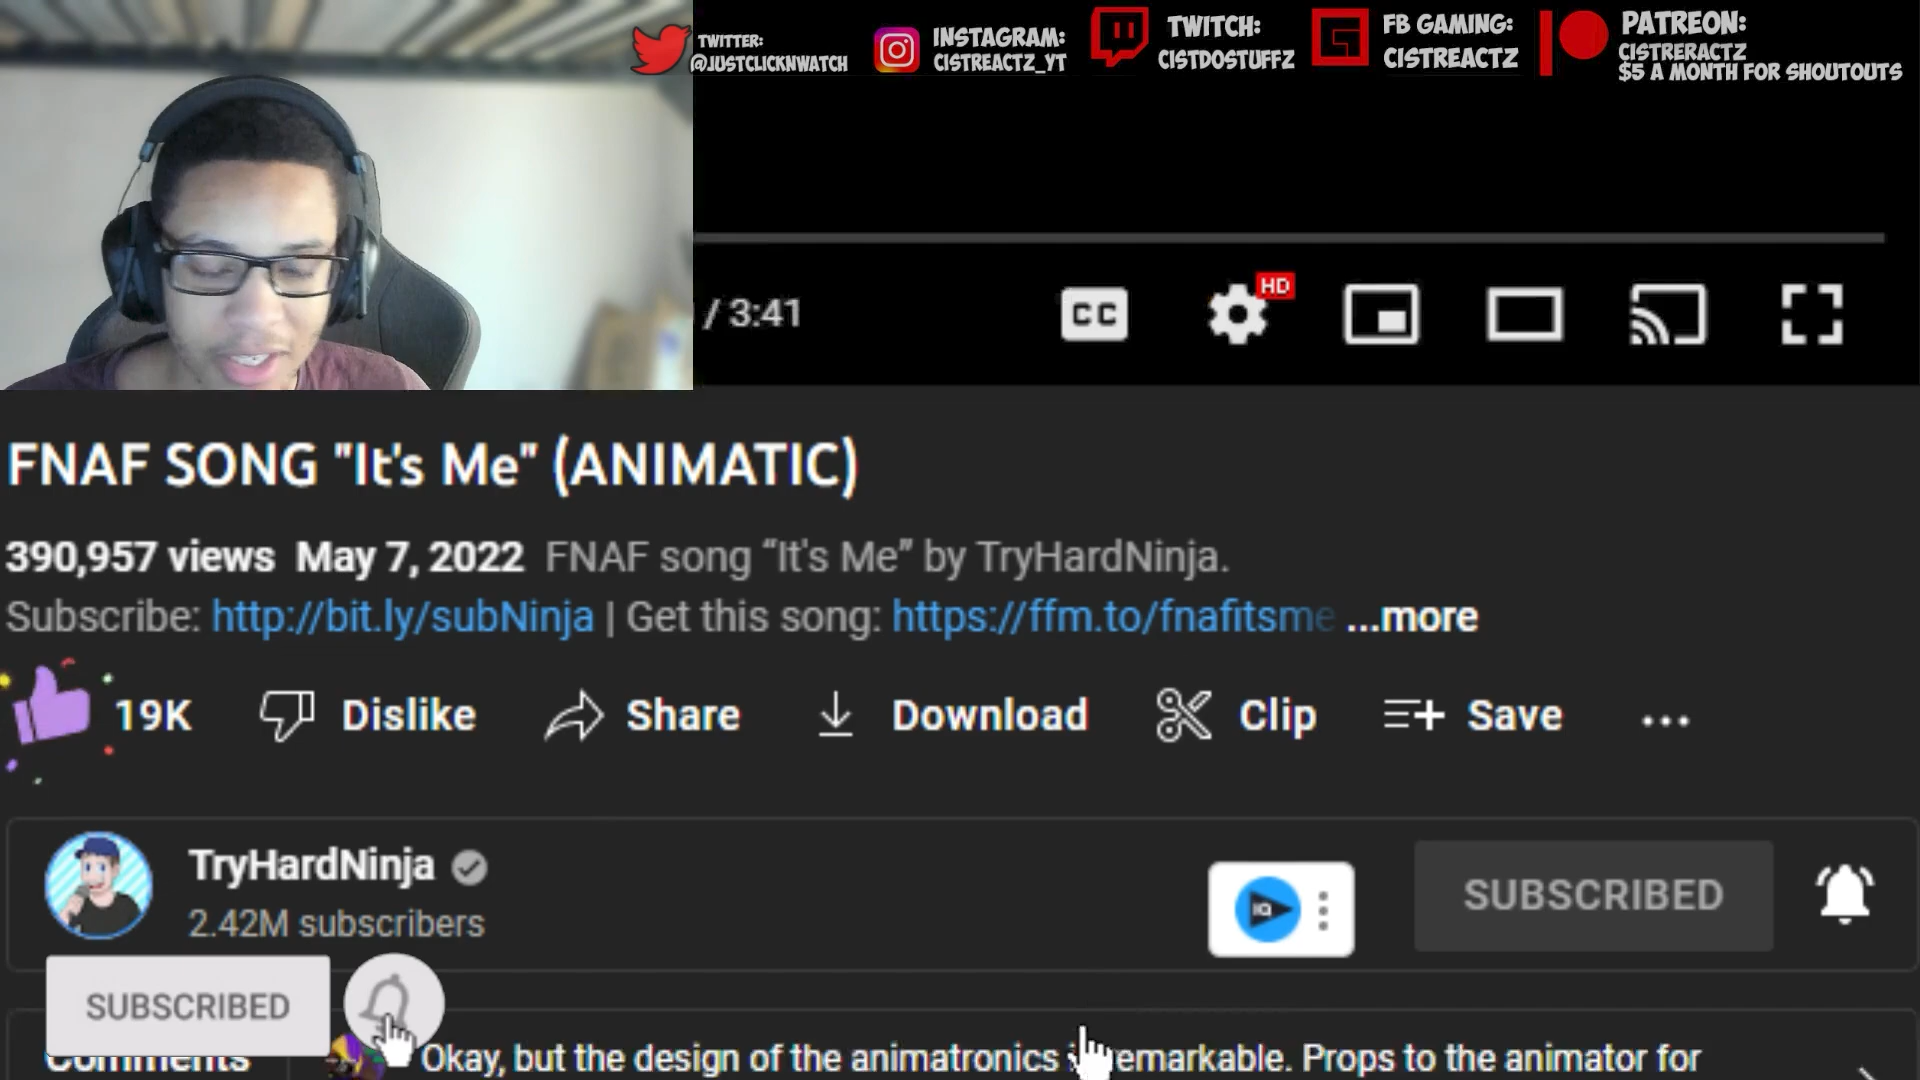 TWITTER:
@JUSTCLICKNWATCH
INSTAGRAM:
CISTREACTZ_YT
TWITCH:
CISTDOSTUFFZ
FB GAMING:
CISTREACTZ
PATREON:
CISTRERACTZ
$5 A MONTH FOR SHOUTOUTS
/ 3:41
CC
HD
FNAF SONG "It's Me" (ANIMATIC)
390,957 views May 7, 2022 FNAF song “It's Me” by TryHardNinja.
Subscribe: http://bit.ly/subNinja | Get this song: https://ffm.to/fnafitsme ...more
19K Dislike Share Download Clip Save
TryHardNinja
2.42M subscribers
IQ
SUBSCRIBED
SUBSCRIBED
Comments
Okay, but the design of the animatronics remarkable. Props to the animator for